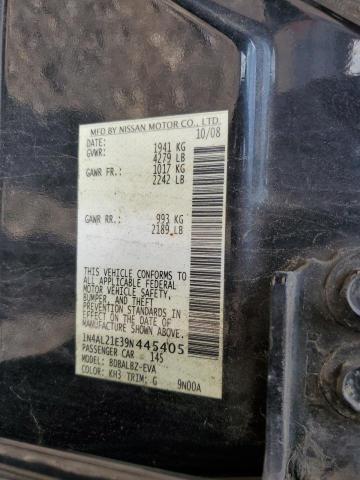 MFD BY NISSAN MOTOR CO., LTD.
DATE: 10/08
GVWR: 1941 KG
4279 LB
GAWR FR: 1017 KG
2242 LB
GAWR RR: 993 KG
2189 LB
THIS VEHICLE CONFORMS TO
ALL APPLICABLE FEDERAL
MOTOR VEHICLE SAFETY,
BUMPER, AND THEFT
PREVENTION STANDARDS
IN EFFECT ON THE DATE OF
MANUFACTURE SHOWN ABOVE.
1N4AL21E39N445405
PASSENGER CAR 145
MODEL: BDBALBZ-EVA
COLOR: KH3 TRIM: G 9N00A